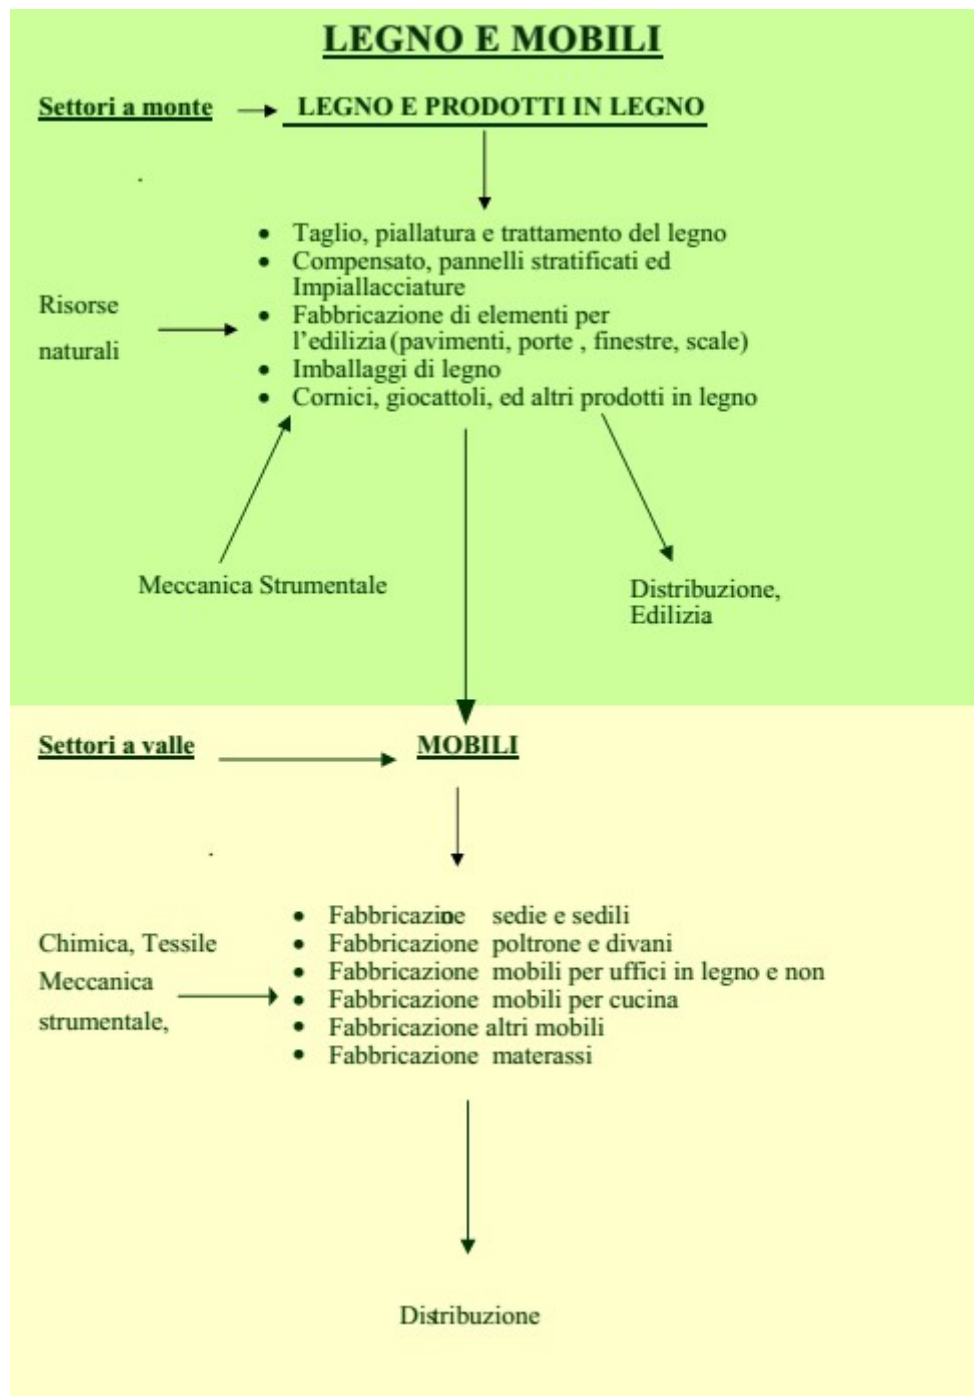 LEGNO E MOBILI
Settori a monte
LEGNO E PRODOTTI IN LEGNO
• Taglio, piallatura e trattamento del legno
• Compensato, pannelli stratificati ed
Impiallacciature
Risorse
naturali
• Fabbricazione di elementi per
l'edilizia (pavimenti, porte , finestre, scale)
• Imballaggi di legno
• Cornici, giocattoli, ed altri prodotti in legno
Meccanica Strumentale
Distribuzione,
Edilizia
Settori a valle
MOBILI
Chimica, Tessile
Meccanica
strumentale,
• Fabbricazine sedie e sedili
• Fabbricazione poltrone e divani
• Fabbricazione mobili per uffici in legno e non
• Fabbricazione mobili per cucina
• Fabbricazione altri mobili
• Fabbricazione materassi
Distribuzione